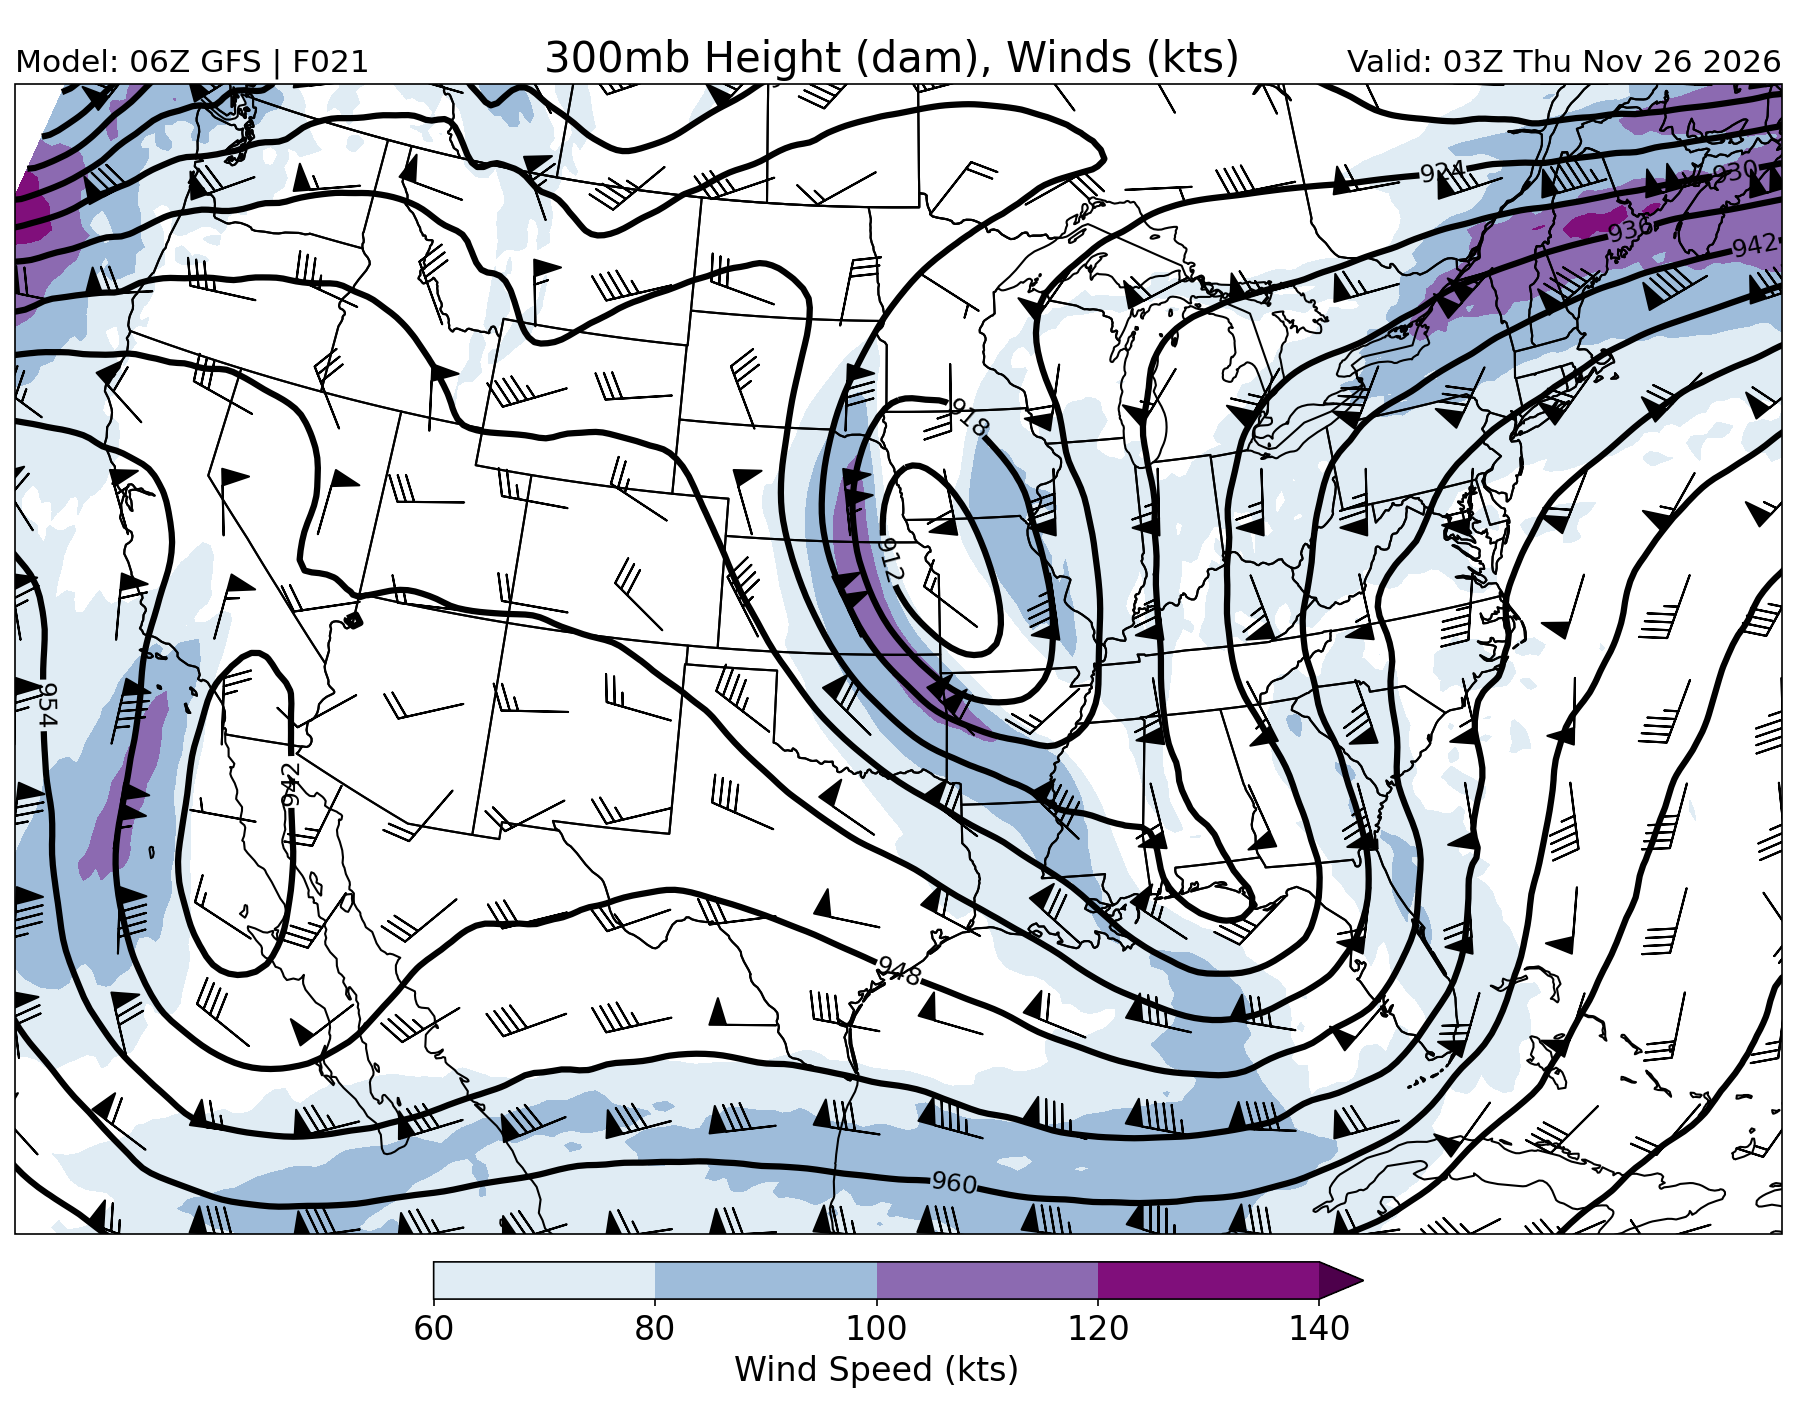 Model: 06Z GFS | F021
300mb Height (dam), Winds (kts)
Valid: 03Z Thu Nov 26 2026
924
930
936
942
918
912
954
942
948
960
60 80 100 120 140
Wind Speed (kts)